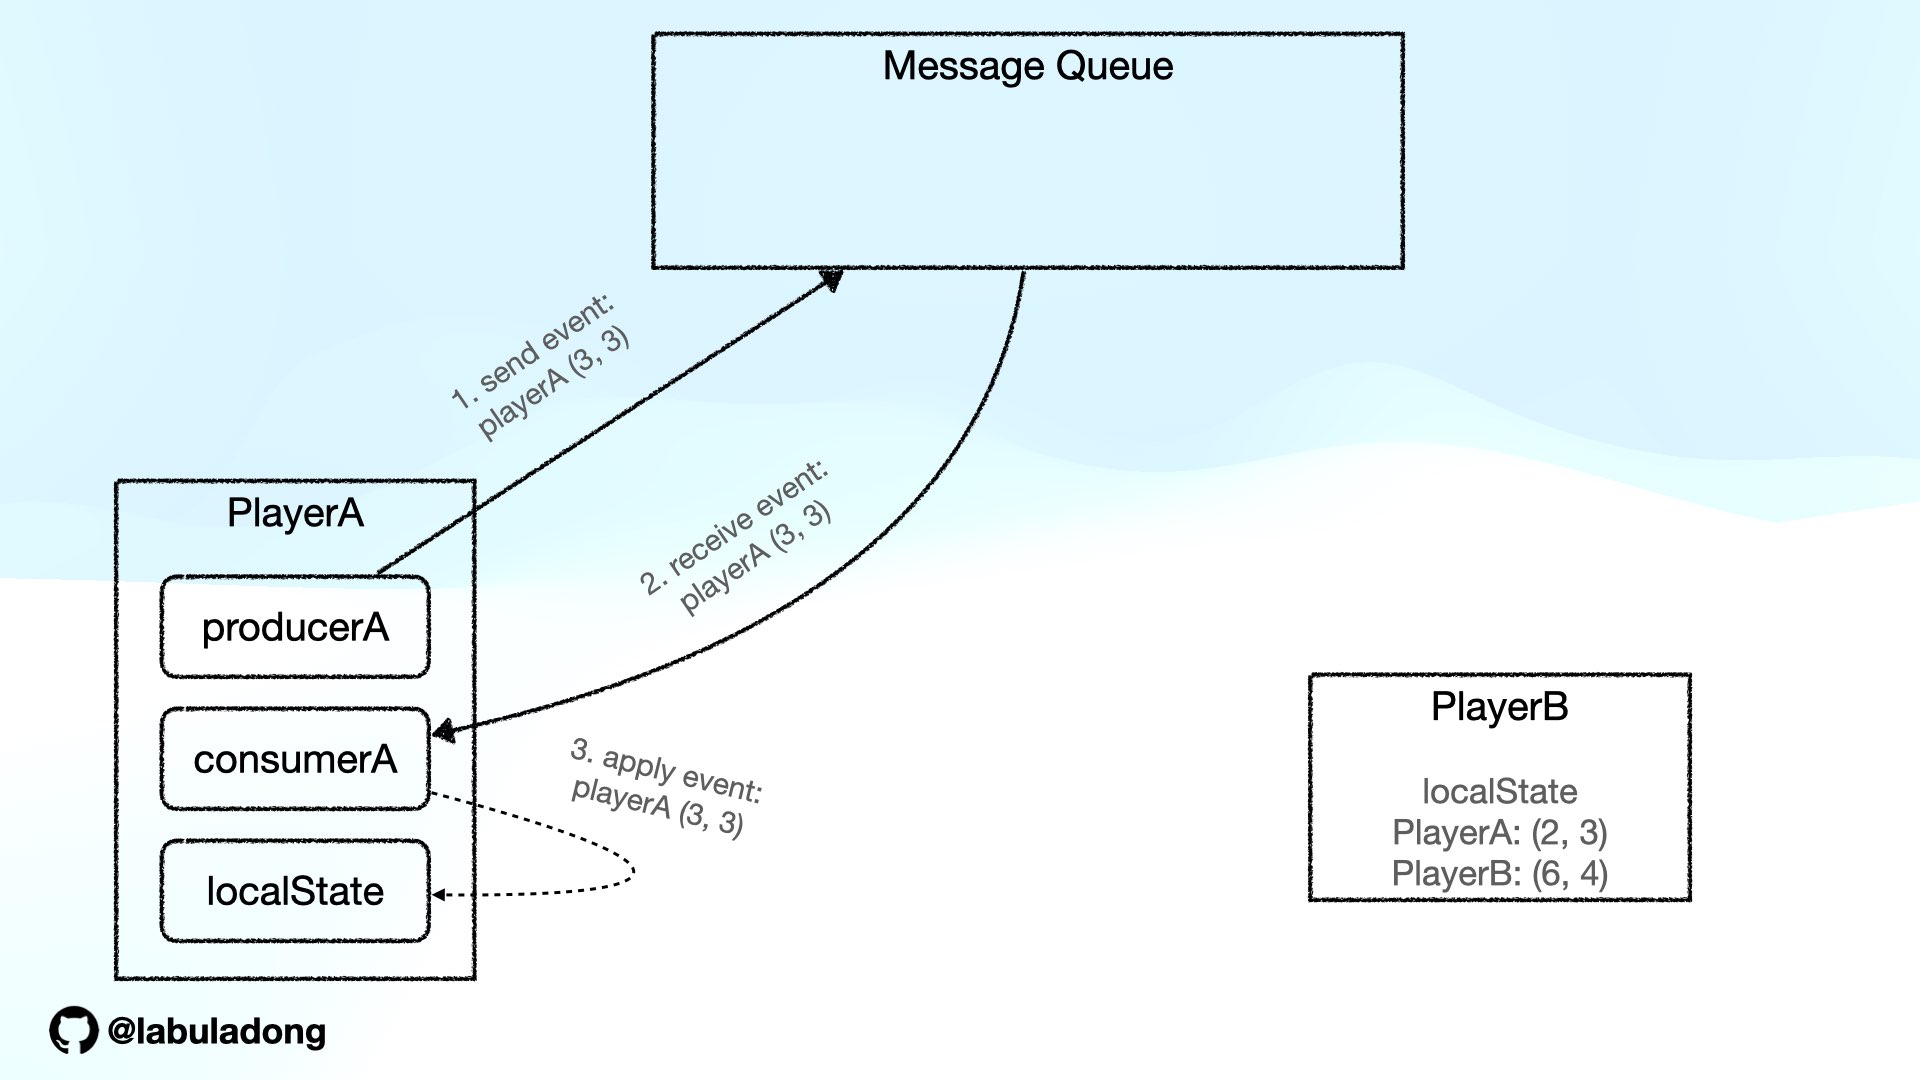 Message Queue
1. send event:
playerA (3, 3)
2. receive event:
playerA (3, 3)
PlayerA
producerA
consumerA
3. apply event:
playerA (3, 3)
localState
PlayerB
localState
PlayerA: (2, 3)
PlayerB: (6, 4)
@labuladong